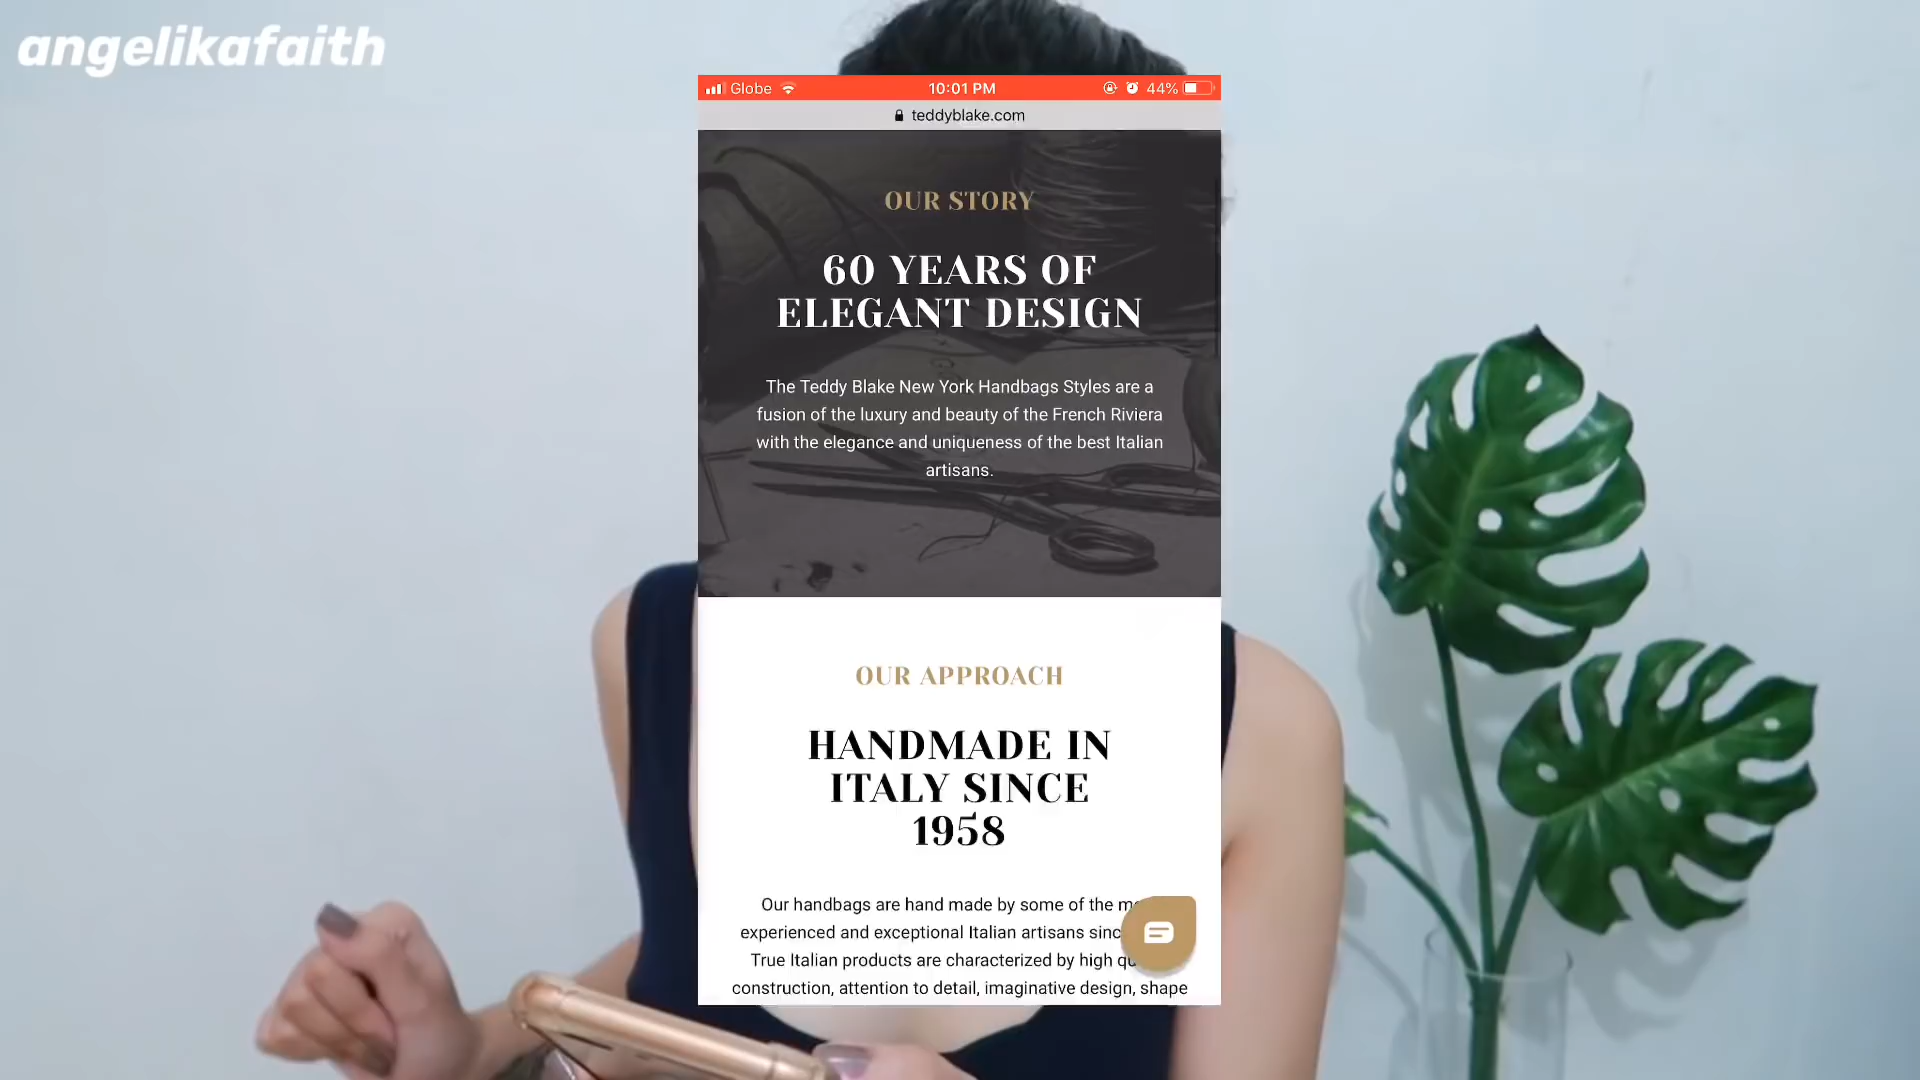 angelikafaith
Globe 10:01 PM 44%
teddyblake.com
OUR STORY
60 YEARS OF
ELEGANT DESIGN
The Teddy Blake New York Handbags Styles are a
fusion of the luxury and beauty of the French Riviera
with the elegance and uniqueness of the best Italian
artisans.
OUR APPROACH
HANDMADE IN
ITALY SINCE
1958
Our handbags are hand made by some of the
experienced and exceptional Italian artisans
True Italian products are characterized by high
construction, attention to detail, imaginative design, shape